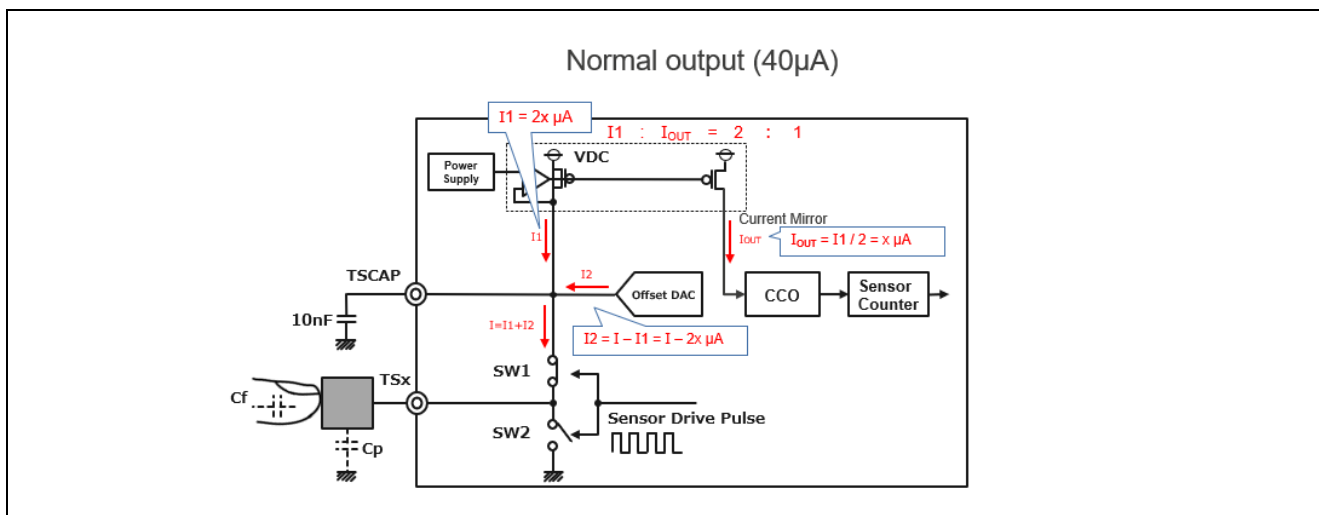 Normal output (40µA)
I1 = 2x µA
I1 : IOUT = 2 : 1
Power
Supply
VDC
Current Mirror
I1
IOUT
IOUT = I1 / 2 = x µA
TSCAP
I2
Offset DAC
CCO
Sensor
Counter
10nF
I=I1+I2
I2 = I – I1 = I – 2x µA
SW1
TSx
Cf
Sensor Drive Pulse
SW2
Cp